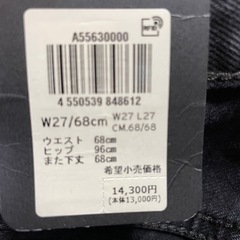 RFID
A55630000
4 550539 848612
W27/68cm W27 L27
CM.68/68
ウエスト 68cm
ヒップ 96cm
また下丈 68cm
希望小売価格
14,300円
(本体13,000円)